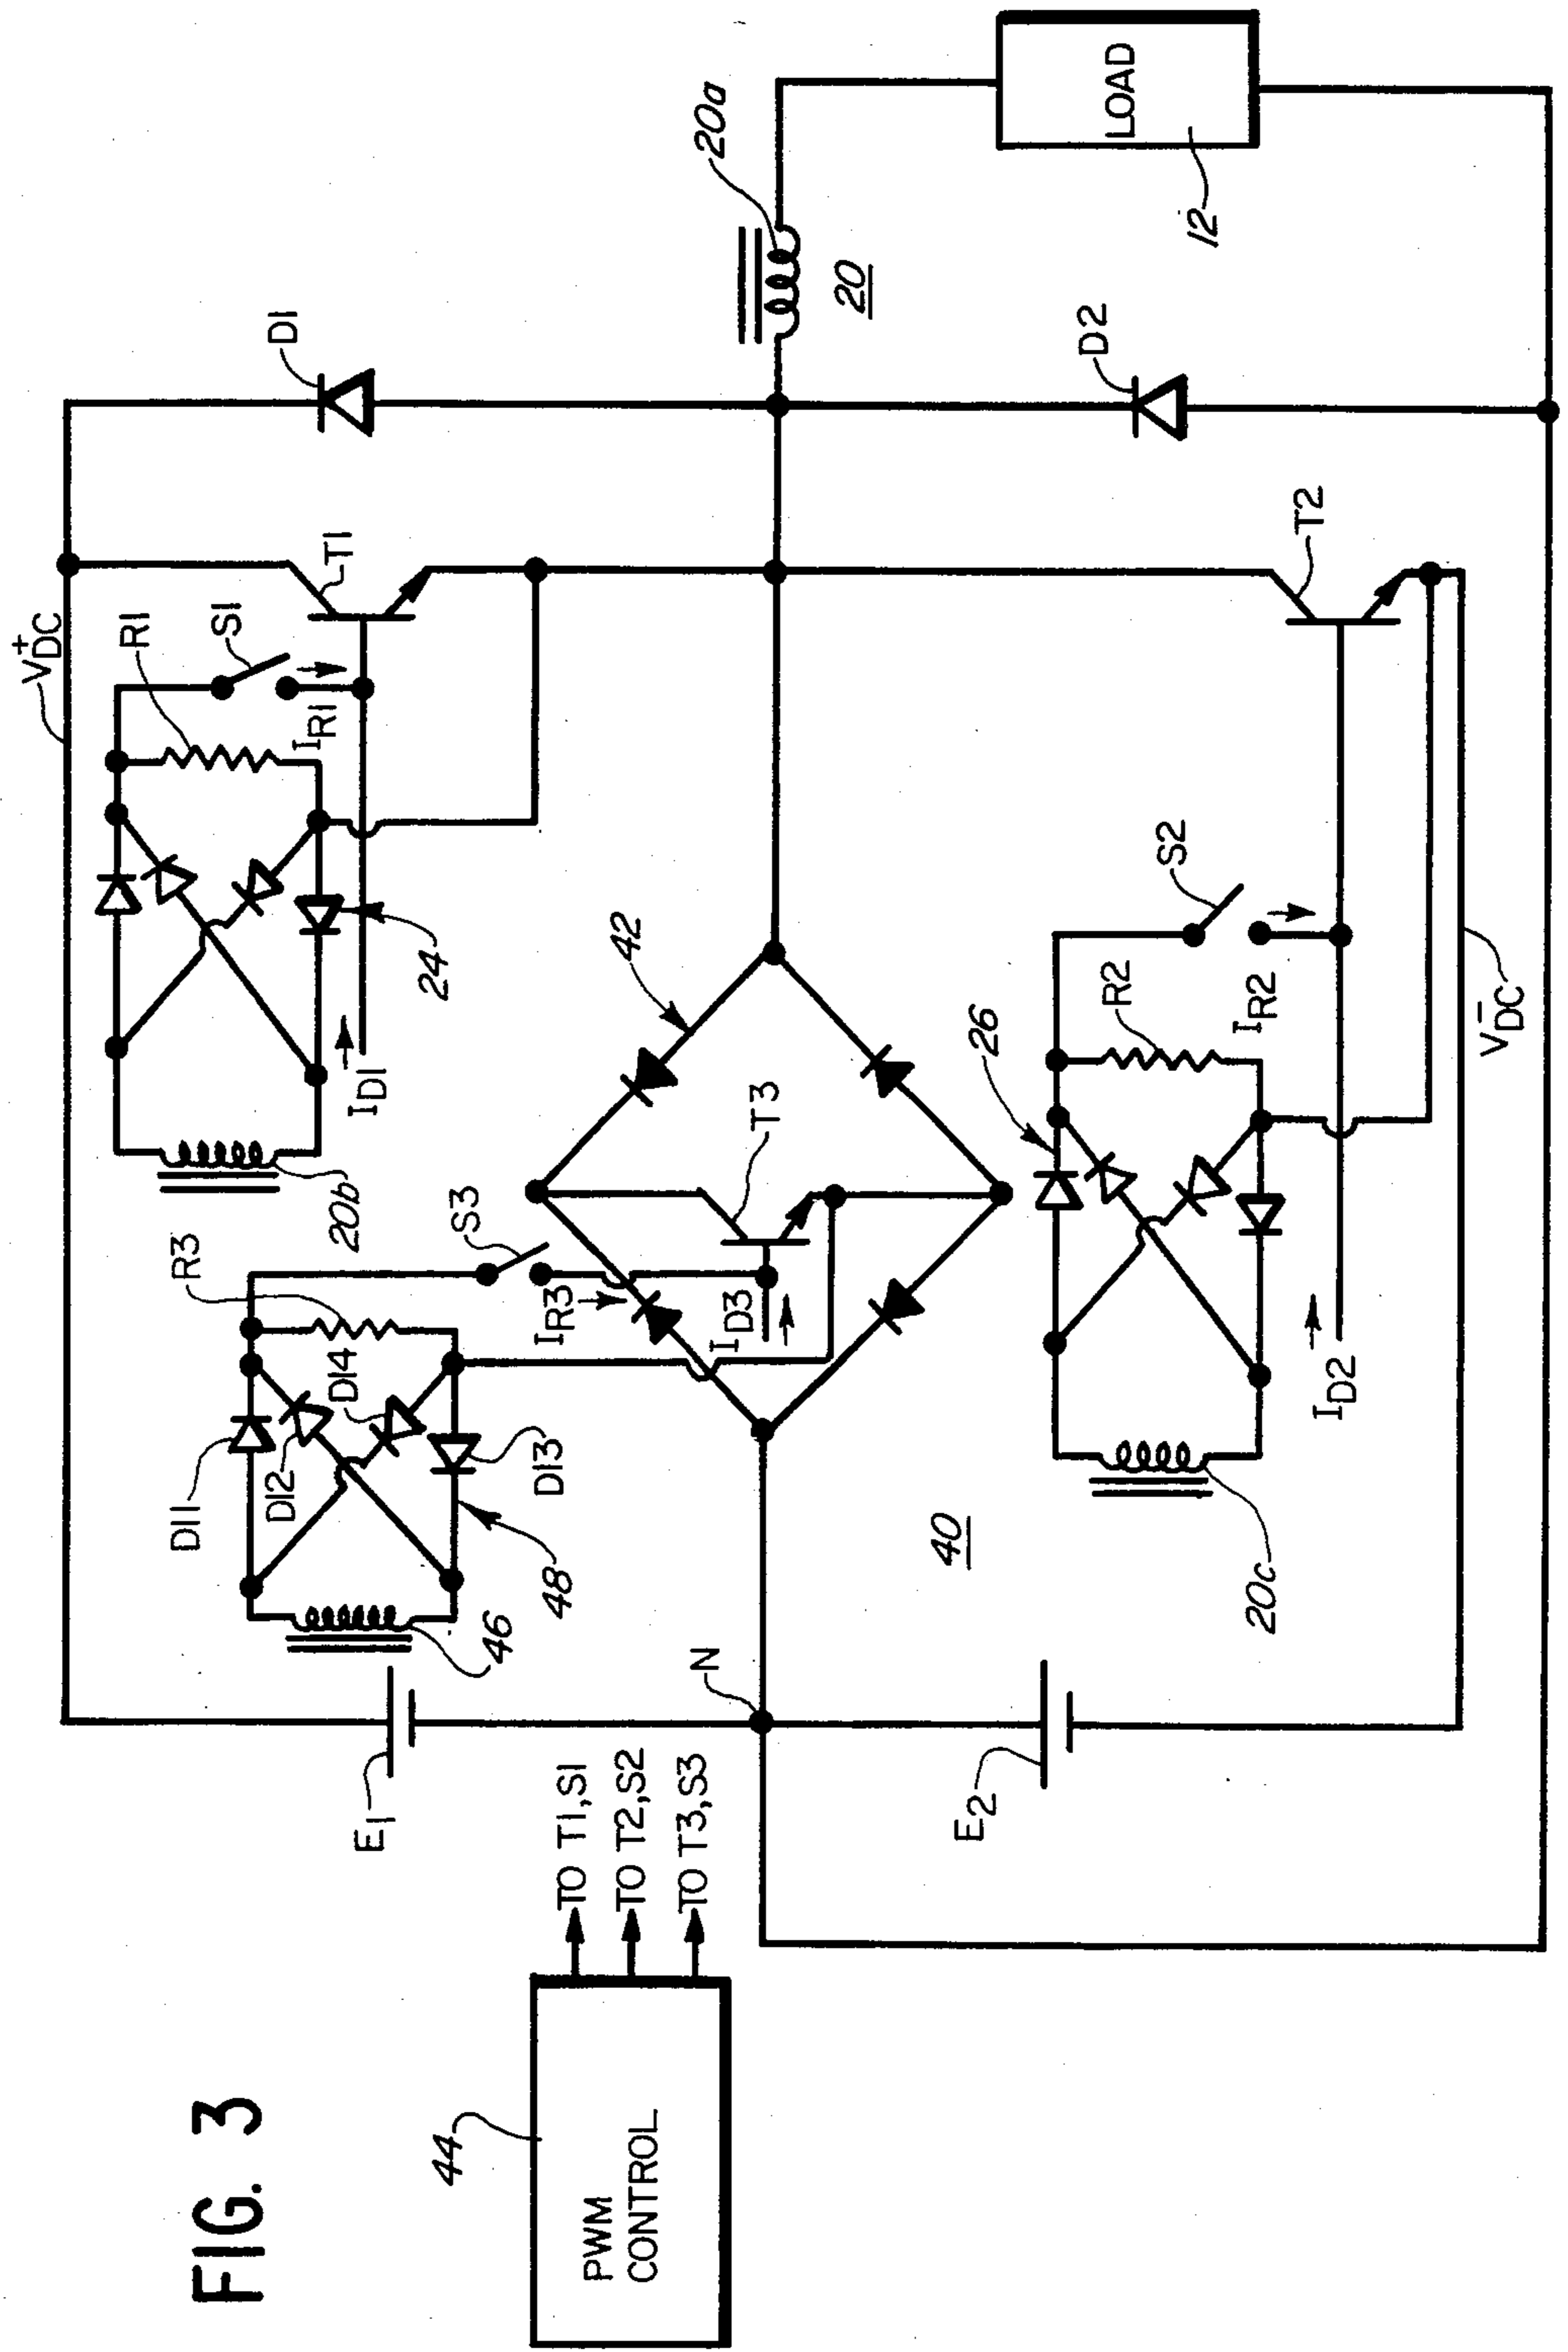 FIG. 3
44
PWM
CONTROL
TO T1,S1
TO T2,S2
TO T3,S3
V+DC
E1
N
E2
46
48
D11
D12
D13
D14
R3
S3
IR3
ID3
T3
42
40
20b
24
ID1
R1
IR1
S1
T1
D1
20c
26
ID2
R2
IR2
S2
T2
V-DC
D2
20
20a
LOAD
12